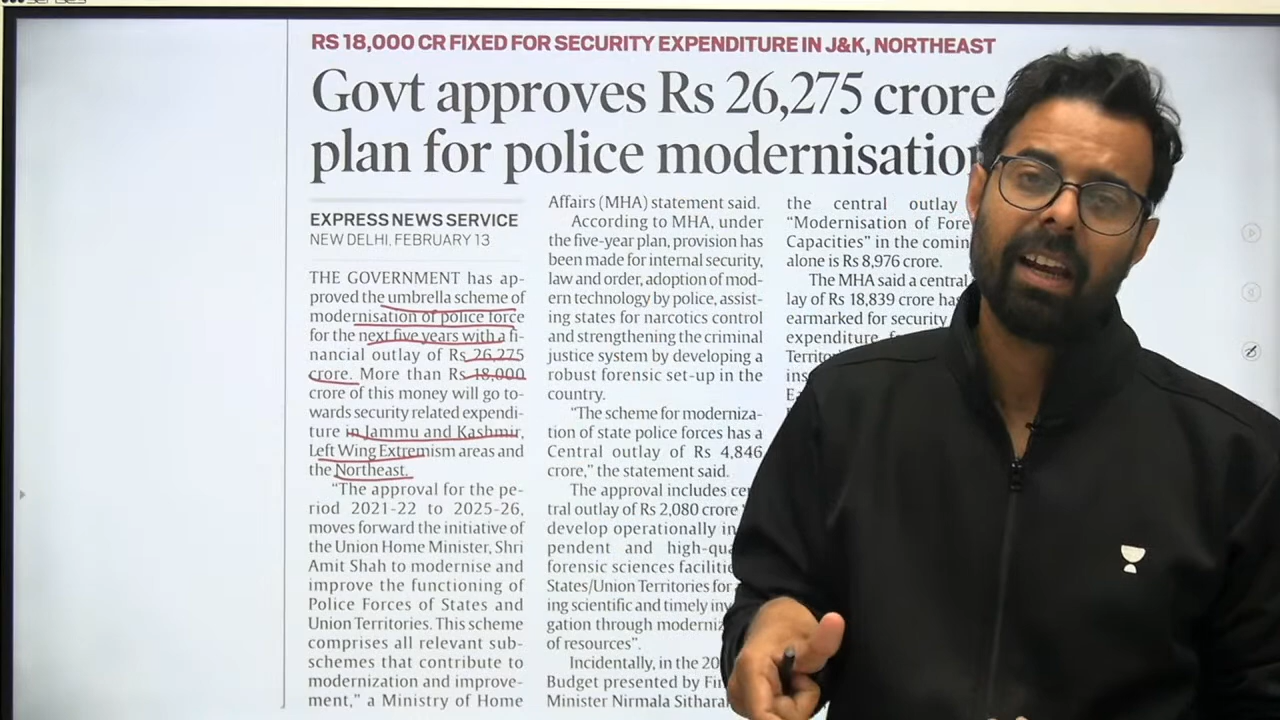 RS 18,000 CR FIXED FOR SECURITY EXPENDITURE IN J&K, NORTHEAST
Govt approves Rs 26,275 crore
plan for police modernisation
EXPRESS NEWS SERVICE
NEW DELHI, FEBRUARY 13
THE GOVERNMENT has ap-
proved the umbrella scheme of
modernisation of police force
for the next five years with a fi-
nancial outlay of Rs 26,275
crore. More than Rs 18,000
crore of this money will go to-
wards security related expendi-
ture in Jammu and Kashmir,
Left Wing Extremism areas and
the Northeast.
"The approval for the pe-
riod 2021-22 to 2025-26,
moves forward the initiative of
the Union Home Minister, Shri
Amit Shah to modernise and
improve the functioning of
Police Forces of States and
Union Territories. This scheme
comprises all relevant sub-
schemes that contribute to
modernization and improve-
ment," a Ministry of Home
Affairs (MHA) statement said.
According to MHA, under
the five-year plan, provision has
been made for internal security,
law and order, adoption of mod-
ern technology by police, assist-
ing states for narcotics control
and strengthening the criminal
justice system by developing a
robust forensic set-up in the
country.
"The scheme for moderniza-
tion of state police forces has a
Central outlay of Rs 4,846
crore," the statement said.
The approval includes cen
tral outlay of Rs 2,080 crore
develop operationally in
pendent and high-qua
forensic sciences facilitie
States/Union Territories for
ing scientific and timely inv
gation through moderniz
of resources".
Incidentally, in the 20
Budget presented by Fin
Minister Nirmala Sithara
the central outlay
"Modernisation of Fore
Capacities" in the comin
alone is Rs 8,976 crore.
The MHA said a central
lay of Rs 18,839 crore has
earmarked for security
expenditure f
Territo
ins
Ea